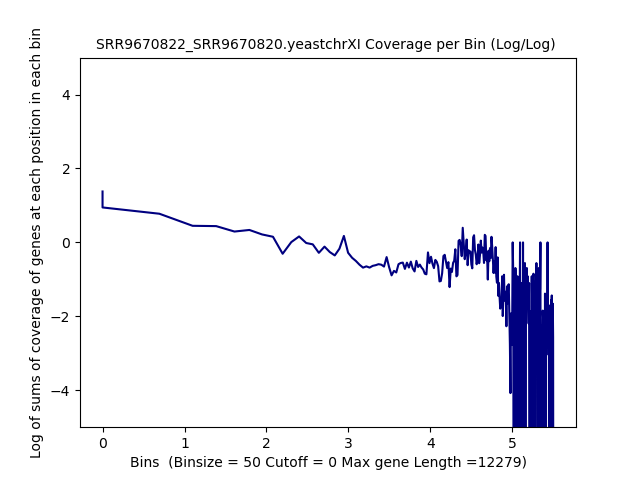 SRR9670822_SRR9670820.yeastchrXI Coverage per Bin (Log/Log)
Log of sums of coverage of genes at each position in each bin
4
2
0
−2
−4
0 1 2 3 4 5
Bins  (Binsize = 50 Cutoff = 0 Max gene Length =12279)